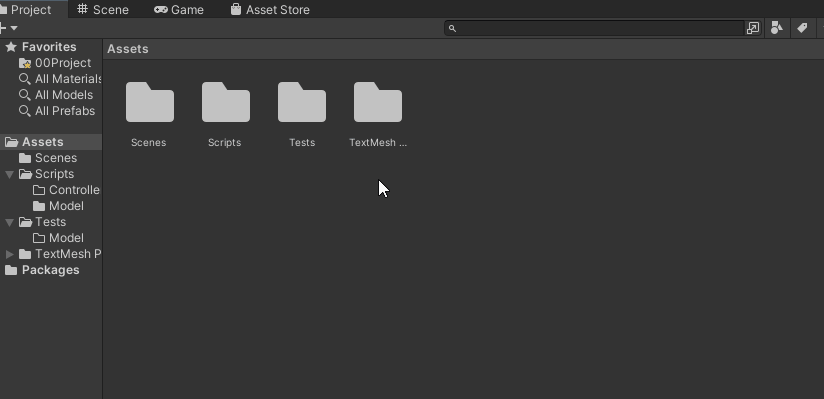 Project
Scene
Game
Asset Store
Favorites
00Project
All Materials
All Models
All Prefabs
Assets
Scenes
Scripts
Controlle
Model
Tests
Model
TextMesh P
Packages
Assets
Scenes
Scripts
Tests
TextMesh ...